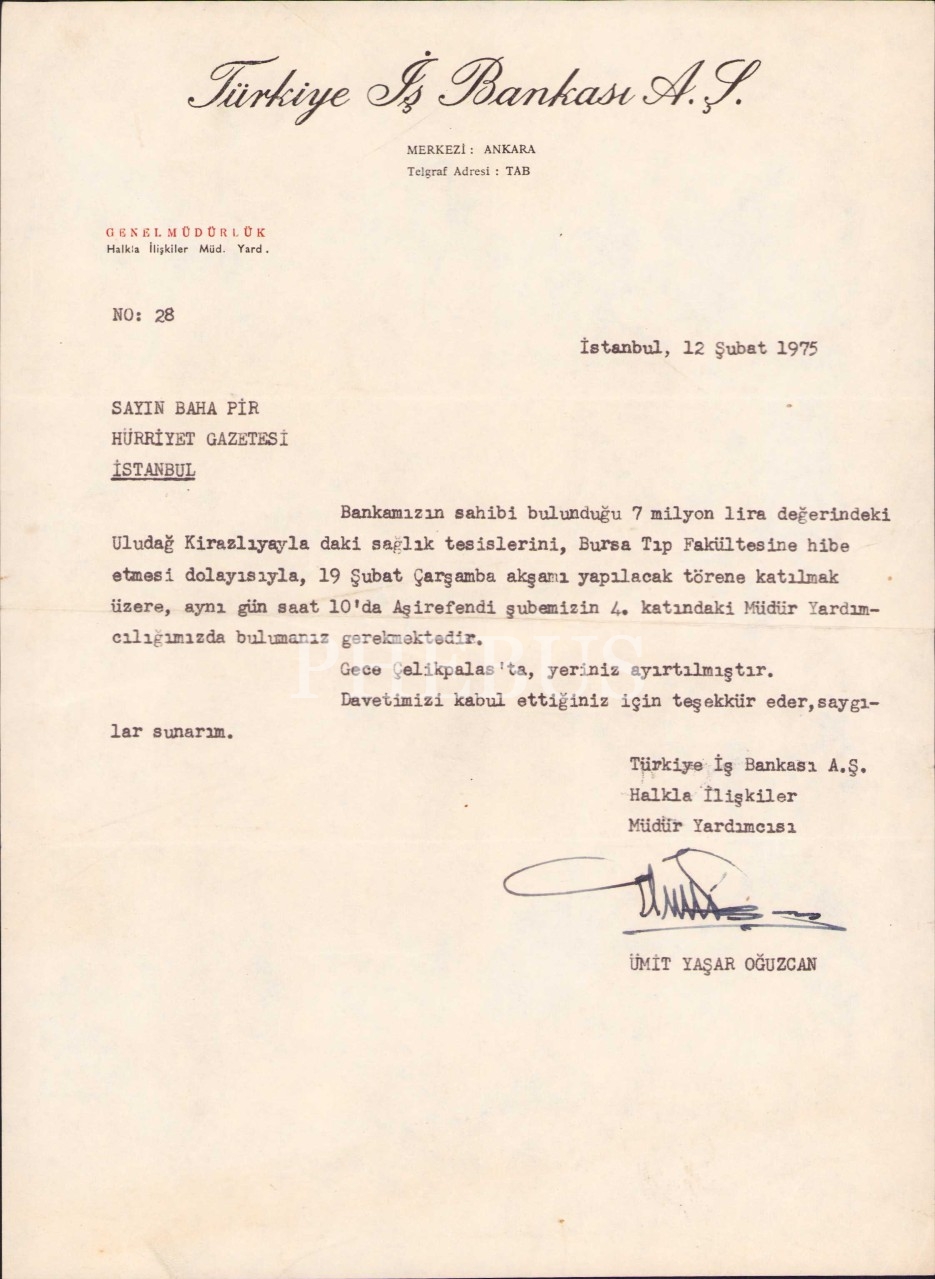 Türkiye İş Bankası A.Ş.
MERKEZİ : ANKARA
Telgraf Adresi : TAB
GENEL MÜDÜRLÜK
Halkla İlişkiler Müd. Yard.
NO: 28
İstanbul, 12 Şubat 1975
SAYIN BAHA PİR
HÜRRİYET GAZETESİ
İSTANBUL
Bankamızın sahibi bulunduğu 7 milyon lira değerindeki
Uludağ Kirazlıyayla daki sağlık tesislerini, Bursa Tıp Fakültesine hibe
etmesi dolayısıyla, 19 Şubat Çarşamba akşamı yapılacak törene katılmak
üzere, aynı gün saat 10'da Aşirefendi şubemizin 4. katındaki Müdür Yardım-
cılığımızda bulumanız gerekmektedir.
PHEBUS
Gece Çelikpalas'ta, yeriniz ayırtılmıştır.
Davetimizi kabul ettiğiniz için teşekkür eder,saygı-
lar sunarım.
Türkiye İş Bankası A.Ş.
Halkla İlişkiler
Müdür Yardımcısı
ÜMİT YAŞAR OĞUZCAN